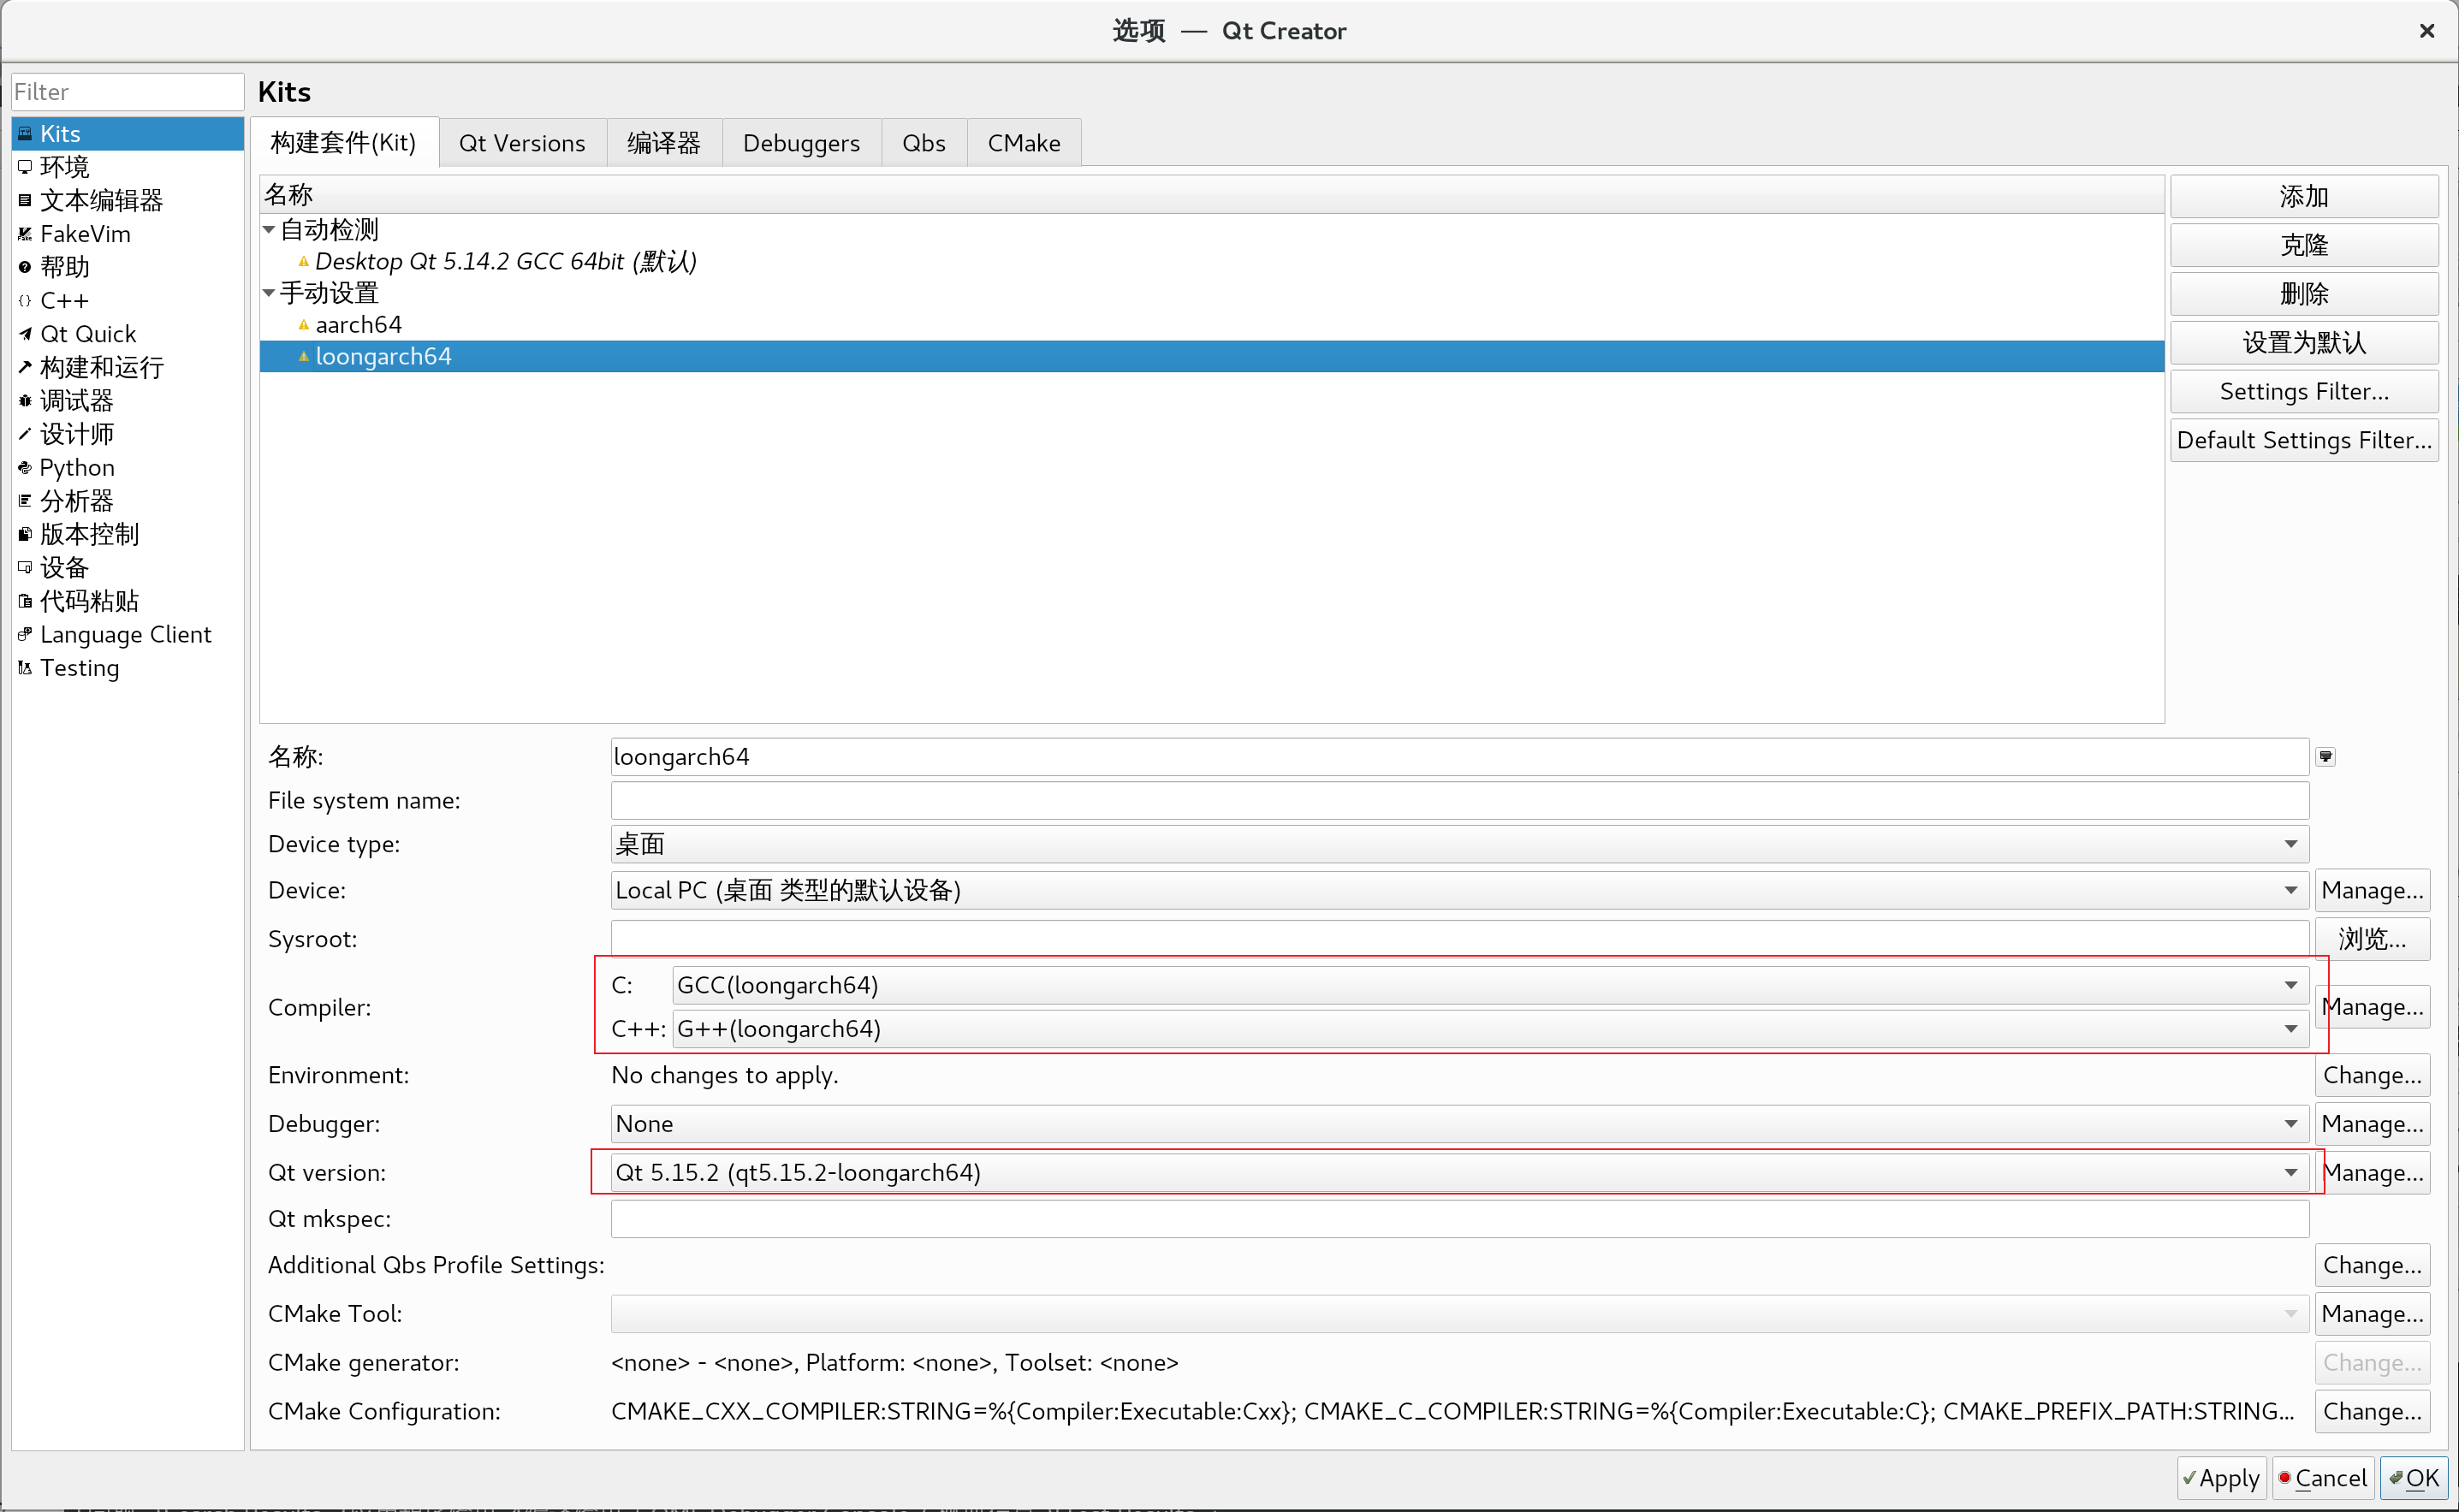 选项 — Qt Creator
Filter
Kits
环境
文本编辑器
FakeVim
帮助
C++
Qt Quick
构建和运行
调试器
设计师
Python
分析器
版本控制
设备
代码粘贴
Language Client
Testing
Kits
构建套件(Kit) Qt Versions 编译器 Debuggers Qbs CMake
名称
自动检测
Desktop Qt 5.14.2 GCC 64bit (默认)
手动设置
aarch64
loongarch64
添加
克隆
删除
设置为默认
Settings Filter...
Default Settings Filter...
名称: loongarch64
File system name:
Device type: 桌面
Device: Local PC (桌面 类型的默认设备) Manage...
Sysroot: 浏览...
Compiler: Manage...
C: GCC(loongarch64)
C++: G++(loongarch64)
Environment: No changes to apply. Change...
Debugger: None Manage...
Qt version: Qt 5.15.2 (qt5.15.2-loongarch64) Manage...
Qt mkspec:
Additional Qbs Profile Settings: Change...
CMake Tool: Manage...
CMake generator: <none> - <none>, Platform: <none>, Toolset: <none> Change...
CMake Configuration: CMAKE_CXX_COMPILER:STRING=%{Compiler:Executable:Cxx}; CMAKE_C_COMPILER:STRING=%{Compiler:Executable:C}; CMAKE_PREFIX_PATH:STRING... Change...
Apply Cancel OK